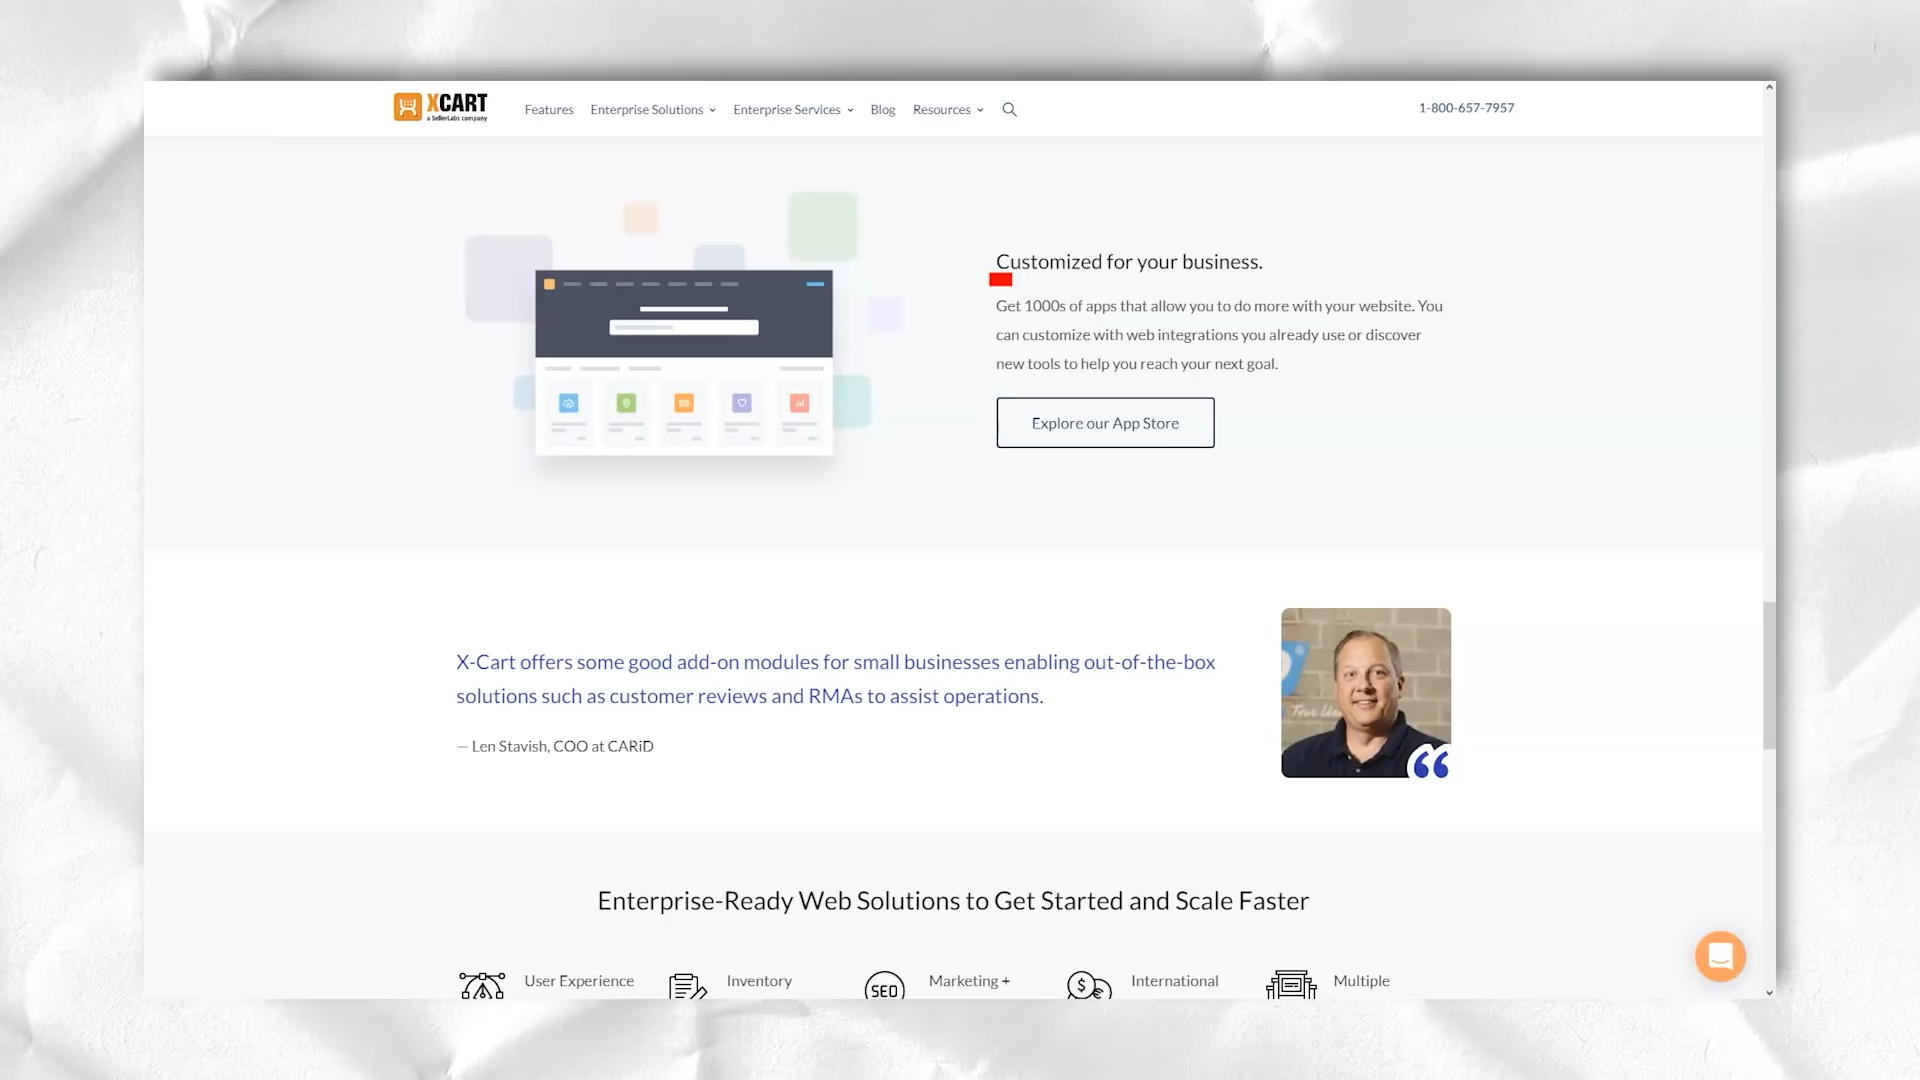 XCART
a SellerLabs company
Features
Enterprise Solutions
Enterprise Services
Blog
Resources
1-800-657-7957
Customized for your business.
Get 1000s of apps that allow you to do more with your website. You
can customize with web integrations you already use or discover
new tools to help you reach your next goal.
Explore our App Store
X-Cart offers some good add-on modules for small businesses enabling out-of-the-box
solutions such as customer reviews and RMAs to assist operations.
— Len Stavish, COO at CARiD
Enterprise-Ready Web Solutions to Get Started and Scale Faster
User Experience
Inventory
SEO
Marketing +
International
Multiple